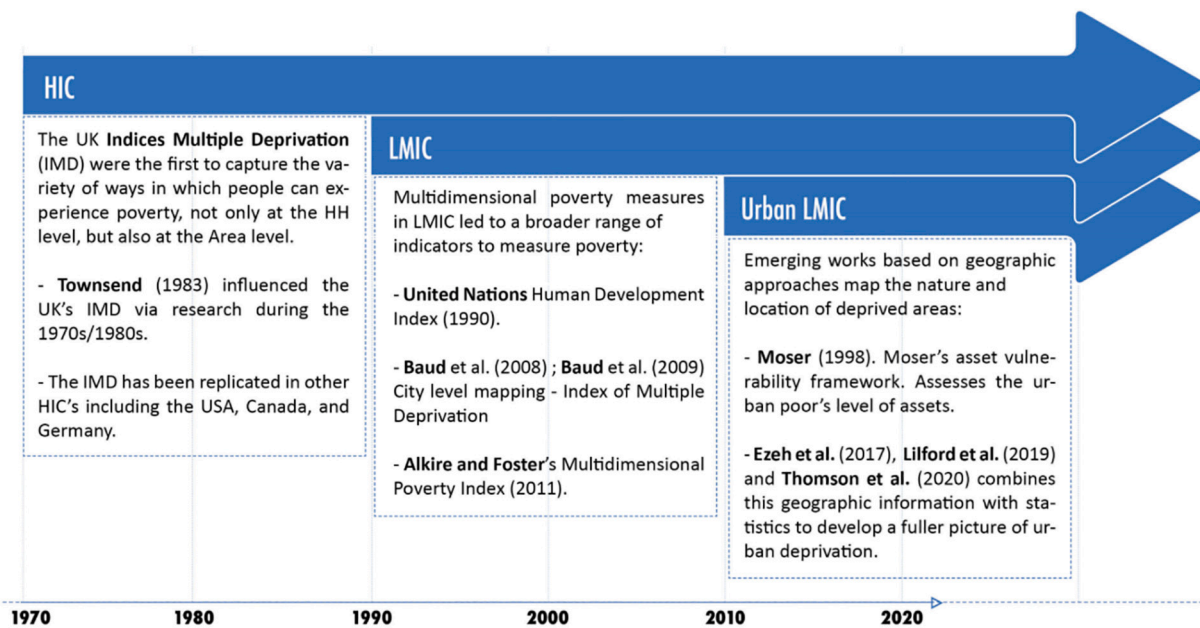 HIC
The UK Indices Multiple Deprivation
(IMD) were the first to capture the va-
riety of ways in which people can ex-
perience poverty, not only at the HH
level, but also at the Area level.
- Townsend (1983) influenced the
UK's IMD via research during the
1970s/1980s.
- The IMD has been replicated in other
HIC's including the USA, Canada, and
Germany.
LMIC
Multidimensional poverty measures
in LMIC led to a broader range of
indicators to measure poverty:
- United Nations Human Development
Index (1990).
- Baud et al. (2008) ; Baud et al. (2009)
City level mapping - Index of Multiple
Deprivation
- Alkire and Foster's Multidimensional
Poverty Index (2011).
Urban LMIC
Emerging works based on geographic
approaches map the nature and
location of deprived areas:
- Moser (1998). Moser's asset vulne-
rability framework. Assesses the ur-
ban poor's level of assets.
- Ezeh et al. (2017), Lilford et al. (2019)
and Thomson et al. (2020) combines
this geographic information with sta-
tistics to develop a fuller picture of ur-
ban deprivation.
1970 1980 1990 2000 2010 2020